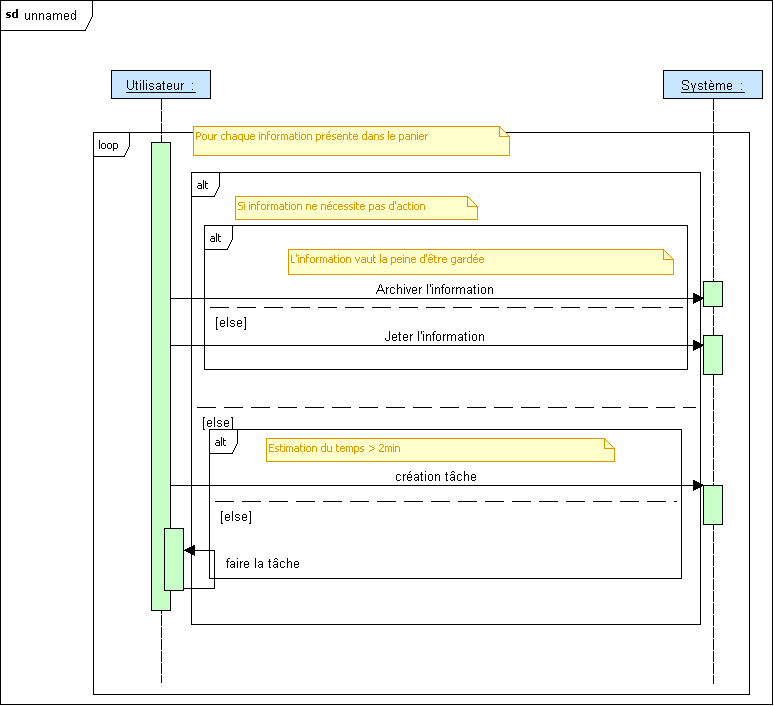 sd unnamed
Utilisateur :
Système :
loop
Pour chaque information présente dans le panier
alt
Si information ne nécessite pas d'action
alt
L'information vaut la peine d'être gardée
Archiver l'information
[else]
Jeter l'information
[else]
alt
Estimation du temps > 2min
création tâche
[else]
faire la tâche